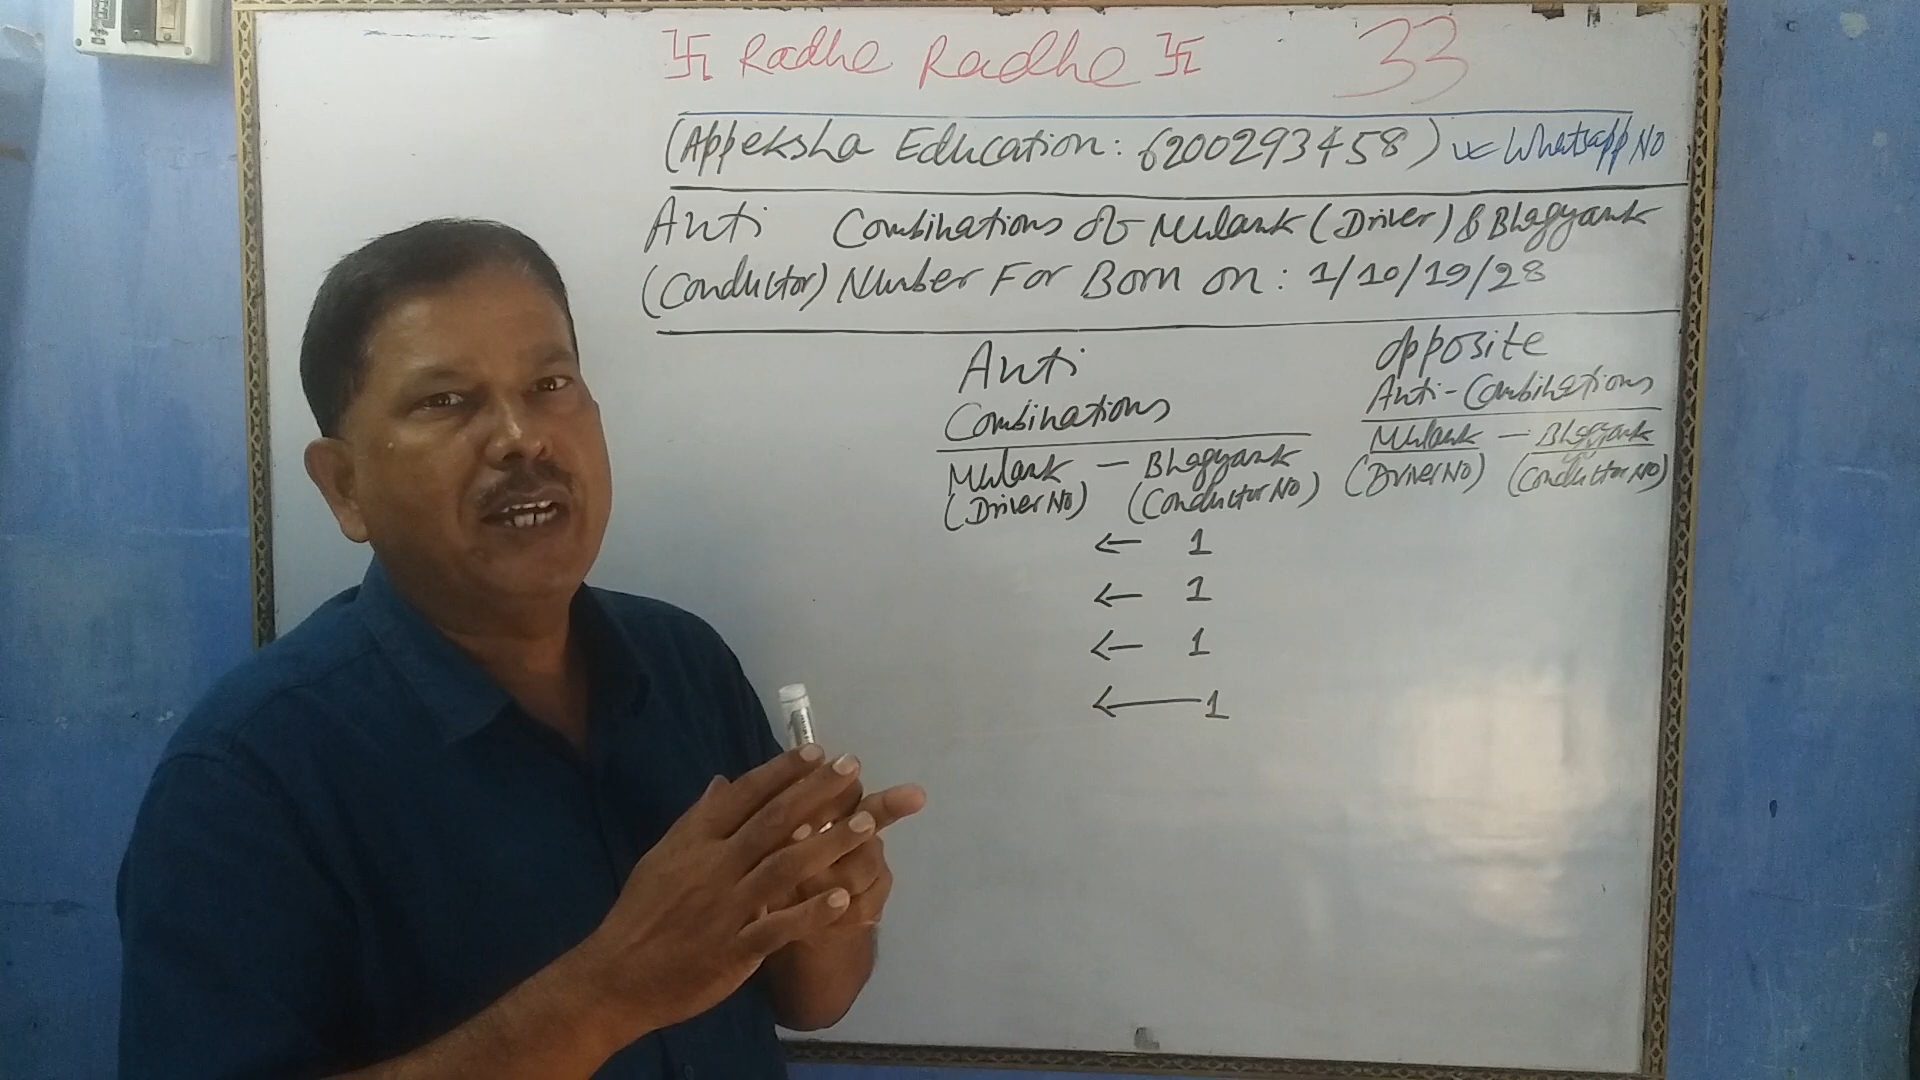 卐 Radhe Radhe 卐 33
(Appeksha Education: 6200293458) ← Whatsapp No
Anti Combinations of Mulank (Driver) & Bhagyank
(Conductor) Number For Born on: 1/10/19/28
Anti
Combinations
Mulank — Bhagyank
(Driver No) (Conductor No)
← 1
← 1
← 1
← 1
Opposite
Anti-Combinations
Mulank — Bhagyank
(Driver No) (Conductor No)